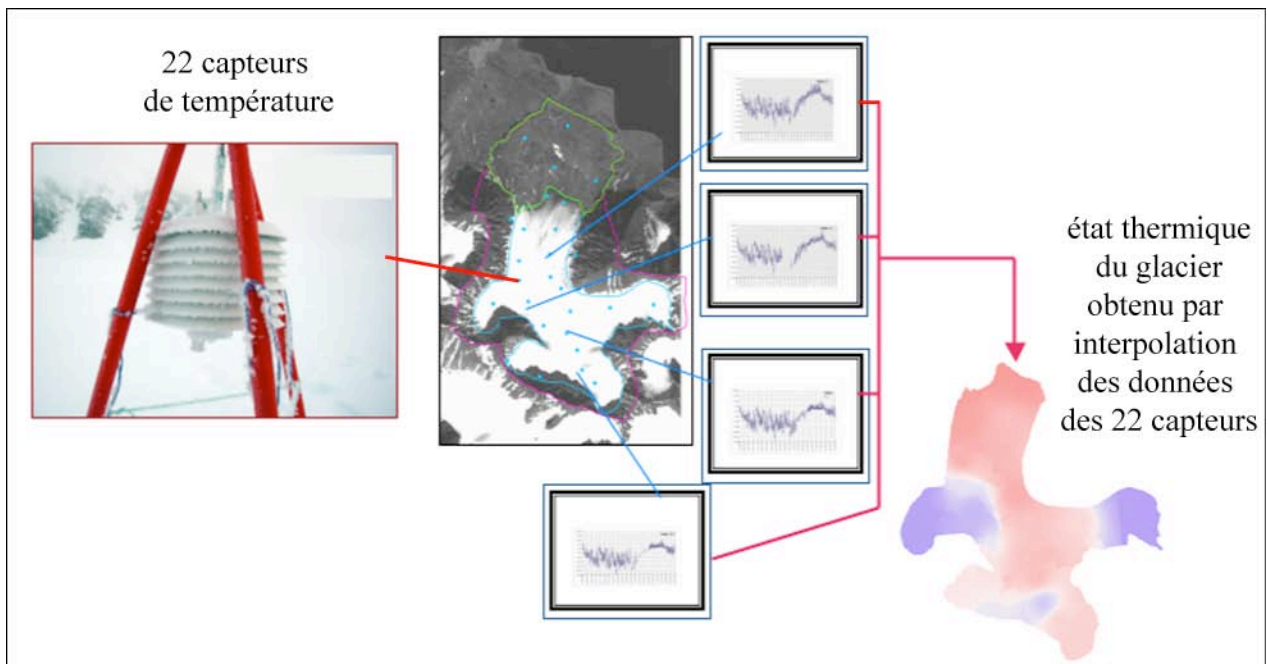 22 capteurs
de température
état thermique
du glacier
obtenu par
interpolation
des données
des 22 capteurs